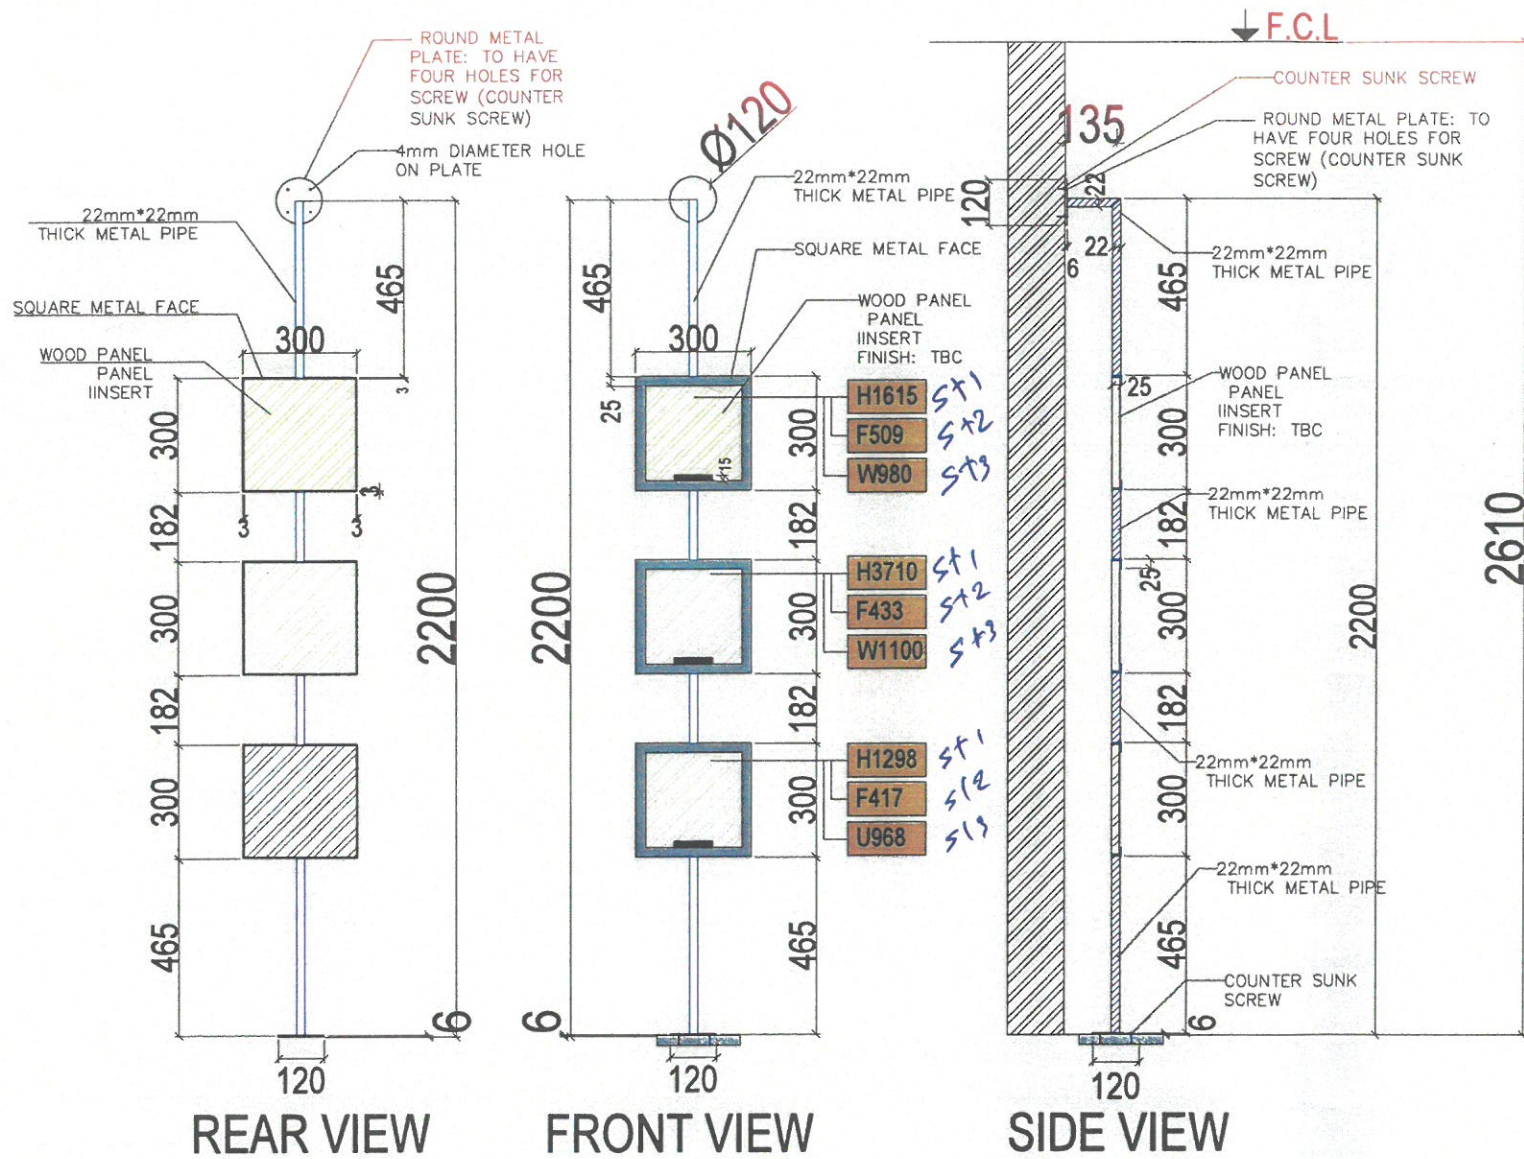 ROUND METAL
PLATE: TO HAVE
FOUR HOLES FOR
SCREW (COUNTER
SUNK SCREW)
4mm DIAMETER HOLE
ON PLATE
22mm*22mm
THICK METAL PIPE
SQUARE METAL FACE
WOOD PANEL
PANEL
IINSERT
465
300
3
300
3
3
3
182
300
182
300
465
2200
6
120
REAR VIEW
Ø120
22mm*22mm
THICK METAL PIPE
SQUARE METAL FACE
WOOD PANEL
PANEL
IINSERT
FINISH: TBC
465
300
25
15
300
H1615 st1
F509 st2
W980 st3
182
H3710 st1
F433 st2
W1100 st3
300
182
H1298 st1
F417 st2
U968 st3
300
465
2200
6
120
FRONT VIEW
F.C.L
COUNTER SUNK SCREW
ROUND METAL PLATE: TO
HAVE FOUR HOLES FOR
SCREW (COUNTER SUNK
SCREW)
135
120
22
22
6
22mm*22mm
THICK METAL PIPE
465
25
WOOD PANEL
PANEL
IINSERT
FINISH: TBC
300
22mm*22mm
THICK METAL PIPE
182
25
300
182
22mm*22mm
THICK METAL PIPE
300
22mm*22mm
THICK METAL PIPE
465
COUNTER SUNK
SCREW
6
2200
2610
120
SIDE VIEW